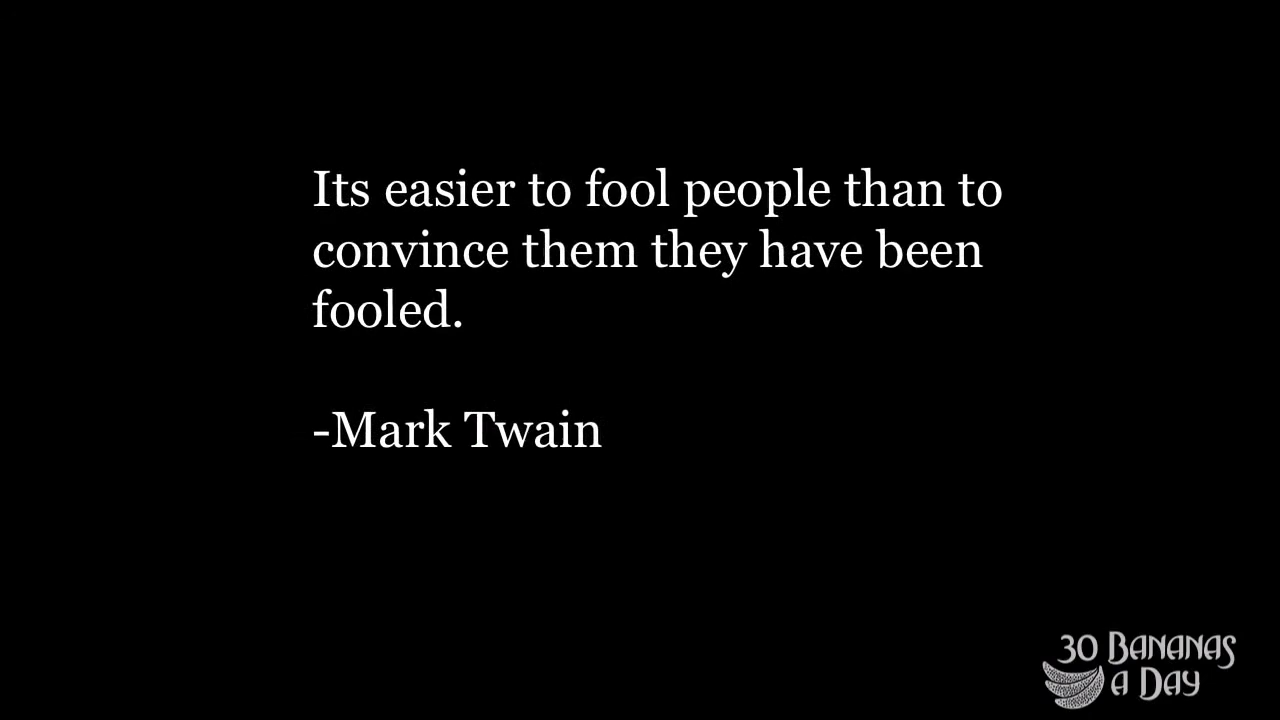 Its easier to fool people than to
convince them they have been
fooled.
-Mark Twain
30 Bananas
a Day